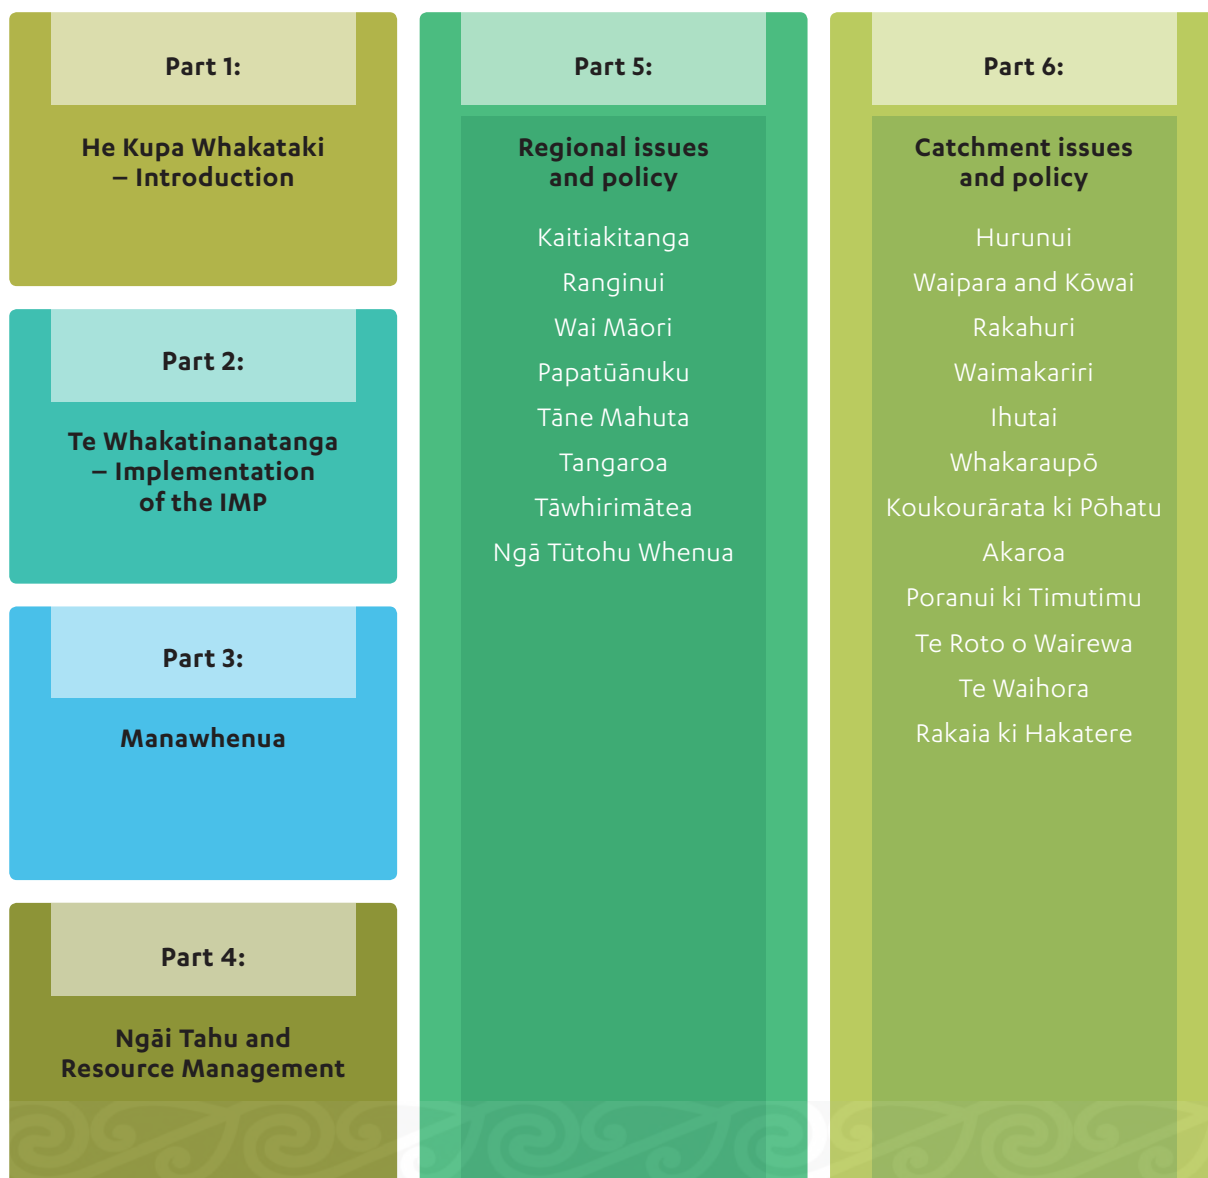 Part 1:
He Kupa Whakataki
– Introduction
Part 2:
Te Whakatinanatanga
– Implementation
of the IMP
Part 3:
Manawhenua
Part 4:
Ngāi Tahu and
Resource Management
Part 5:
Regional issues
and policy
Kaitiakitanga
Ranginui
Wai Māori
Papatūānuku
Tāne Mahuta
Tangaroa
Tāwhirimātea
Ngā Tūtohu Whenua
Part 6:
Catchment issues
and policy
Hurunui
Waipara and Kōwai
Rakahuri
Waimakariri
Ihutai
Whakaraupō
Koukourārata ki Pōhatu
Akaroa
Poranui ki Timutimu
Te Roto o Wairewa
Te Waihora
Rakaia ki Hakatere